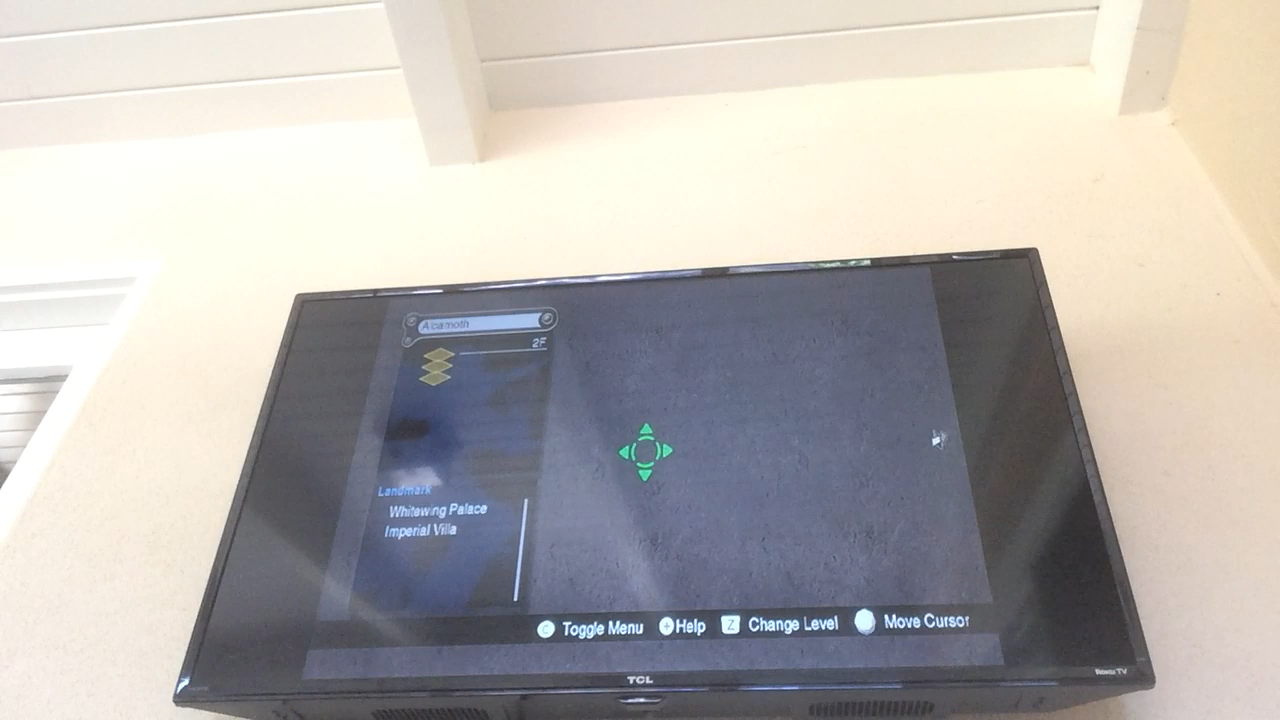 Alcamoth
2F
Landmark
Whitewing Palace
Imperial Villa
C Toggle Menu + Help Z Change Level Move Cursor
TCL
Roku TV